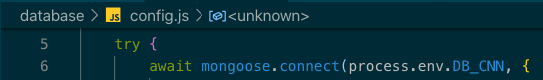 database > JS config.js > <unknown>
5 try {
6 await mongoose.connect(process.env.DB_CNN, {